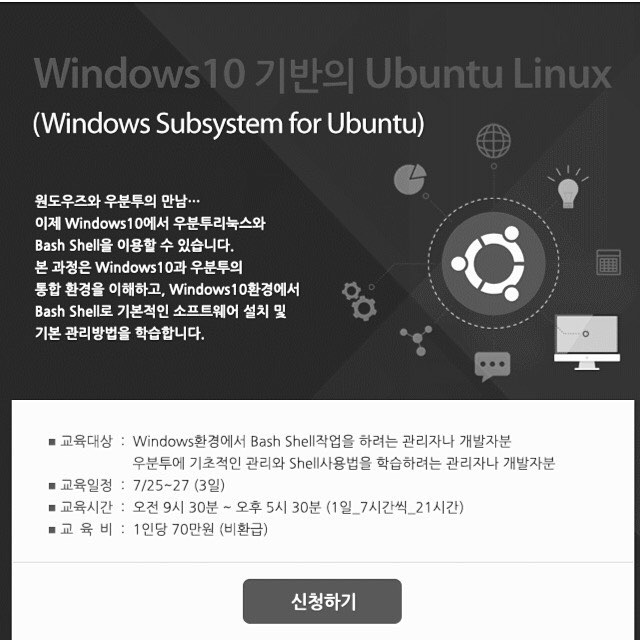 Windows10 기반의 Ubuntu Linux
(Windows Subsystem for Ubuntu)
원도우즈와 우분투의 만남…
이제 Windows10에서 우분투리눅스와
Bash Shell을 이용할 수 있습니다.
본 과정은 Windows10과 우분투의
통합 환경을 이해하고, Windows10환경에서
Bash Shell로 기본적인 소프트웨어 설치 및
기본 관리방법을 학습합니다.
■ 교육대상 : Windows환경에서 Bash Shell작업을 하려는 관리자나 개발자분
우분투에 기초적인 관리와 Shell사용법을 학습하려는 관리자나 개발자분
■ 교육일정 : 7/25~27 (3일)
■ 교육시간 : 오전 9시 30분 ~ 오후 5시 30분 (1일_7시간씩_21시간)
■ 교 육 비 : 1인당 70만원 (비환급)
신청하기